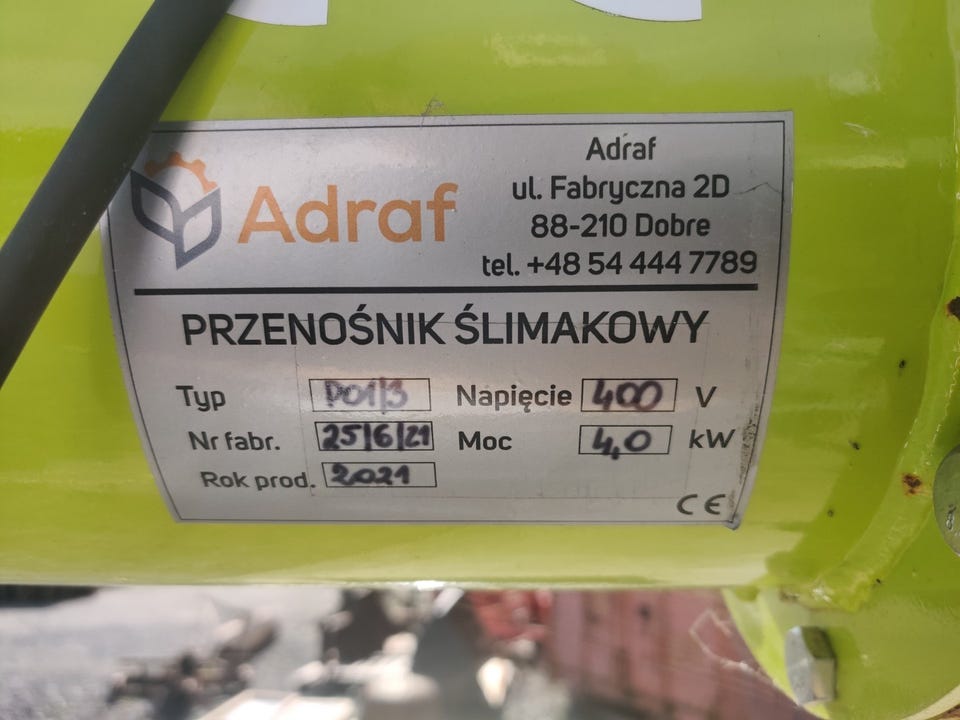 Adraf
Adraf
ul. Fabryczna 2D
88-210 Dobre
tel. +48 54 444 7789
PRZENOŚNIK ŚLIMAKOWY
Typ P01/3 Napięcie 400 V
Nr fabr. 25/6/21 Moc 4,0 kW
Rok prod. 2021
CE